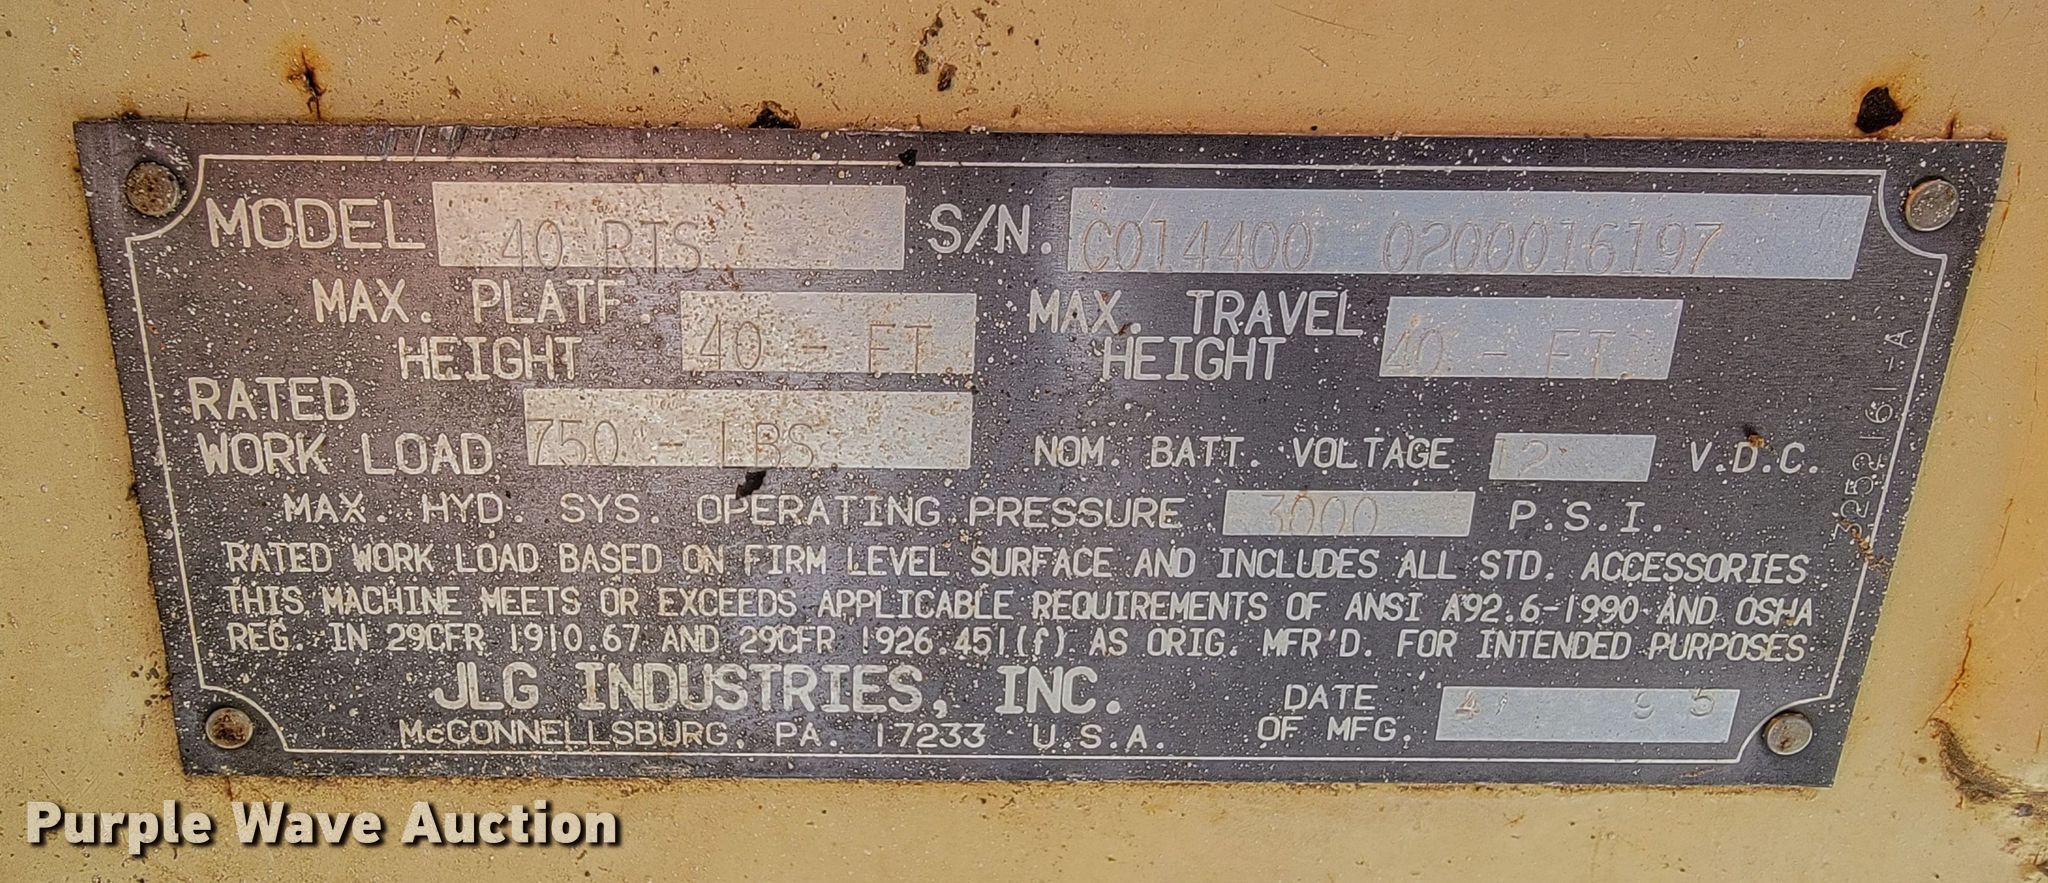 MODEL 40 RTS S/N. C014400 0200016197
MAX. PLATF. HEIGHT 40 - FT. MAX. TRAVEL HEIGHT 40 - FT.
RATED WORK LOAD 750 - LBS NOM. BATT. VOLTAGE 12 V.D.C.
MAX. HYD. SYS. OPERATING PRESSURE 3000 P.S.I.
RATED WORK LOAD BASED ON FIRM LEVEL SURFACE AND INCLUDES ALL STD. ACCESSORIES
THIS MACHINE MEETS OR EXCEEDS APPLICABLE REQUIREMENTS OF ANSI A92.6-1990 AND OSHA
REG. IN 29CFR 1910.67 AND 29CFR 1926.451(f) AS ORIG. MFR'D. FOR INTENDED PURPOSES
JLG INDUSTRIES, INC.
McCONNELLSBURG, PA. 17233 U.S.A.
DATE OF MFG. 4 95
3252161-A
Purple Wave Auction